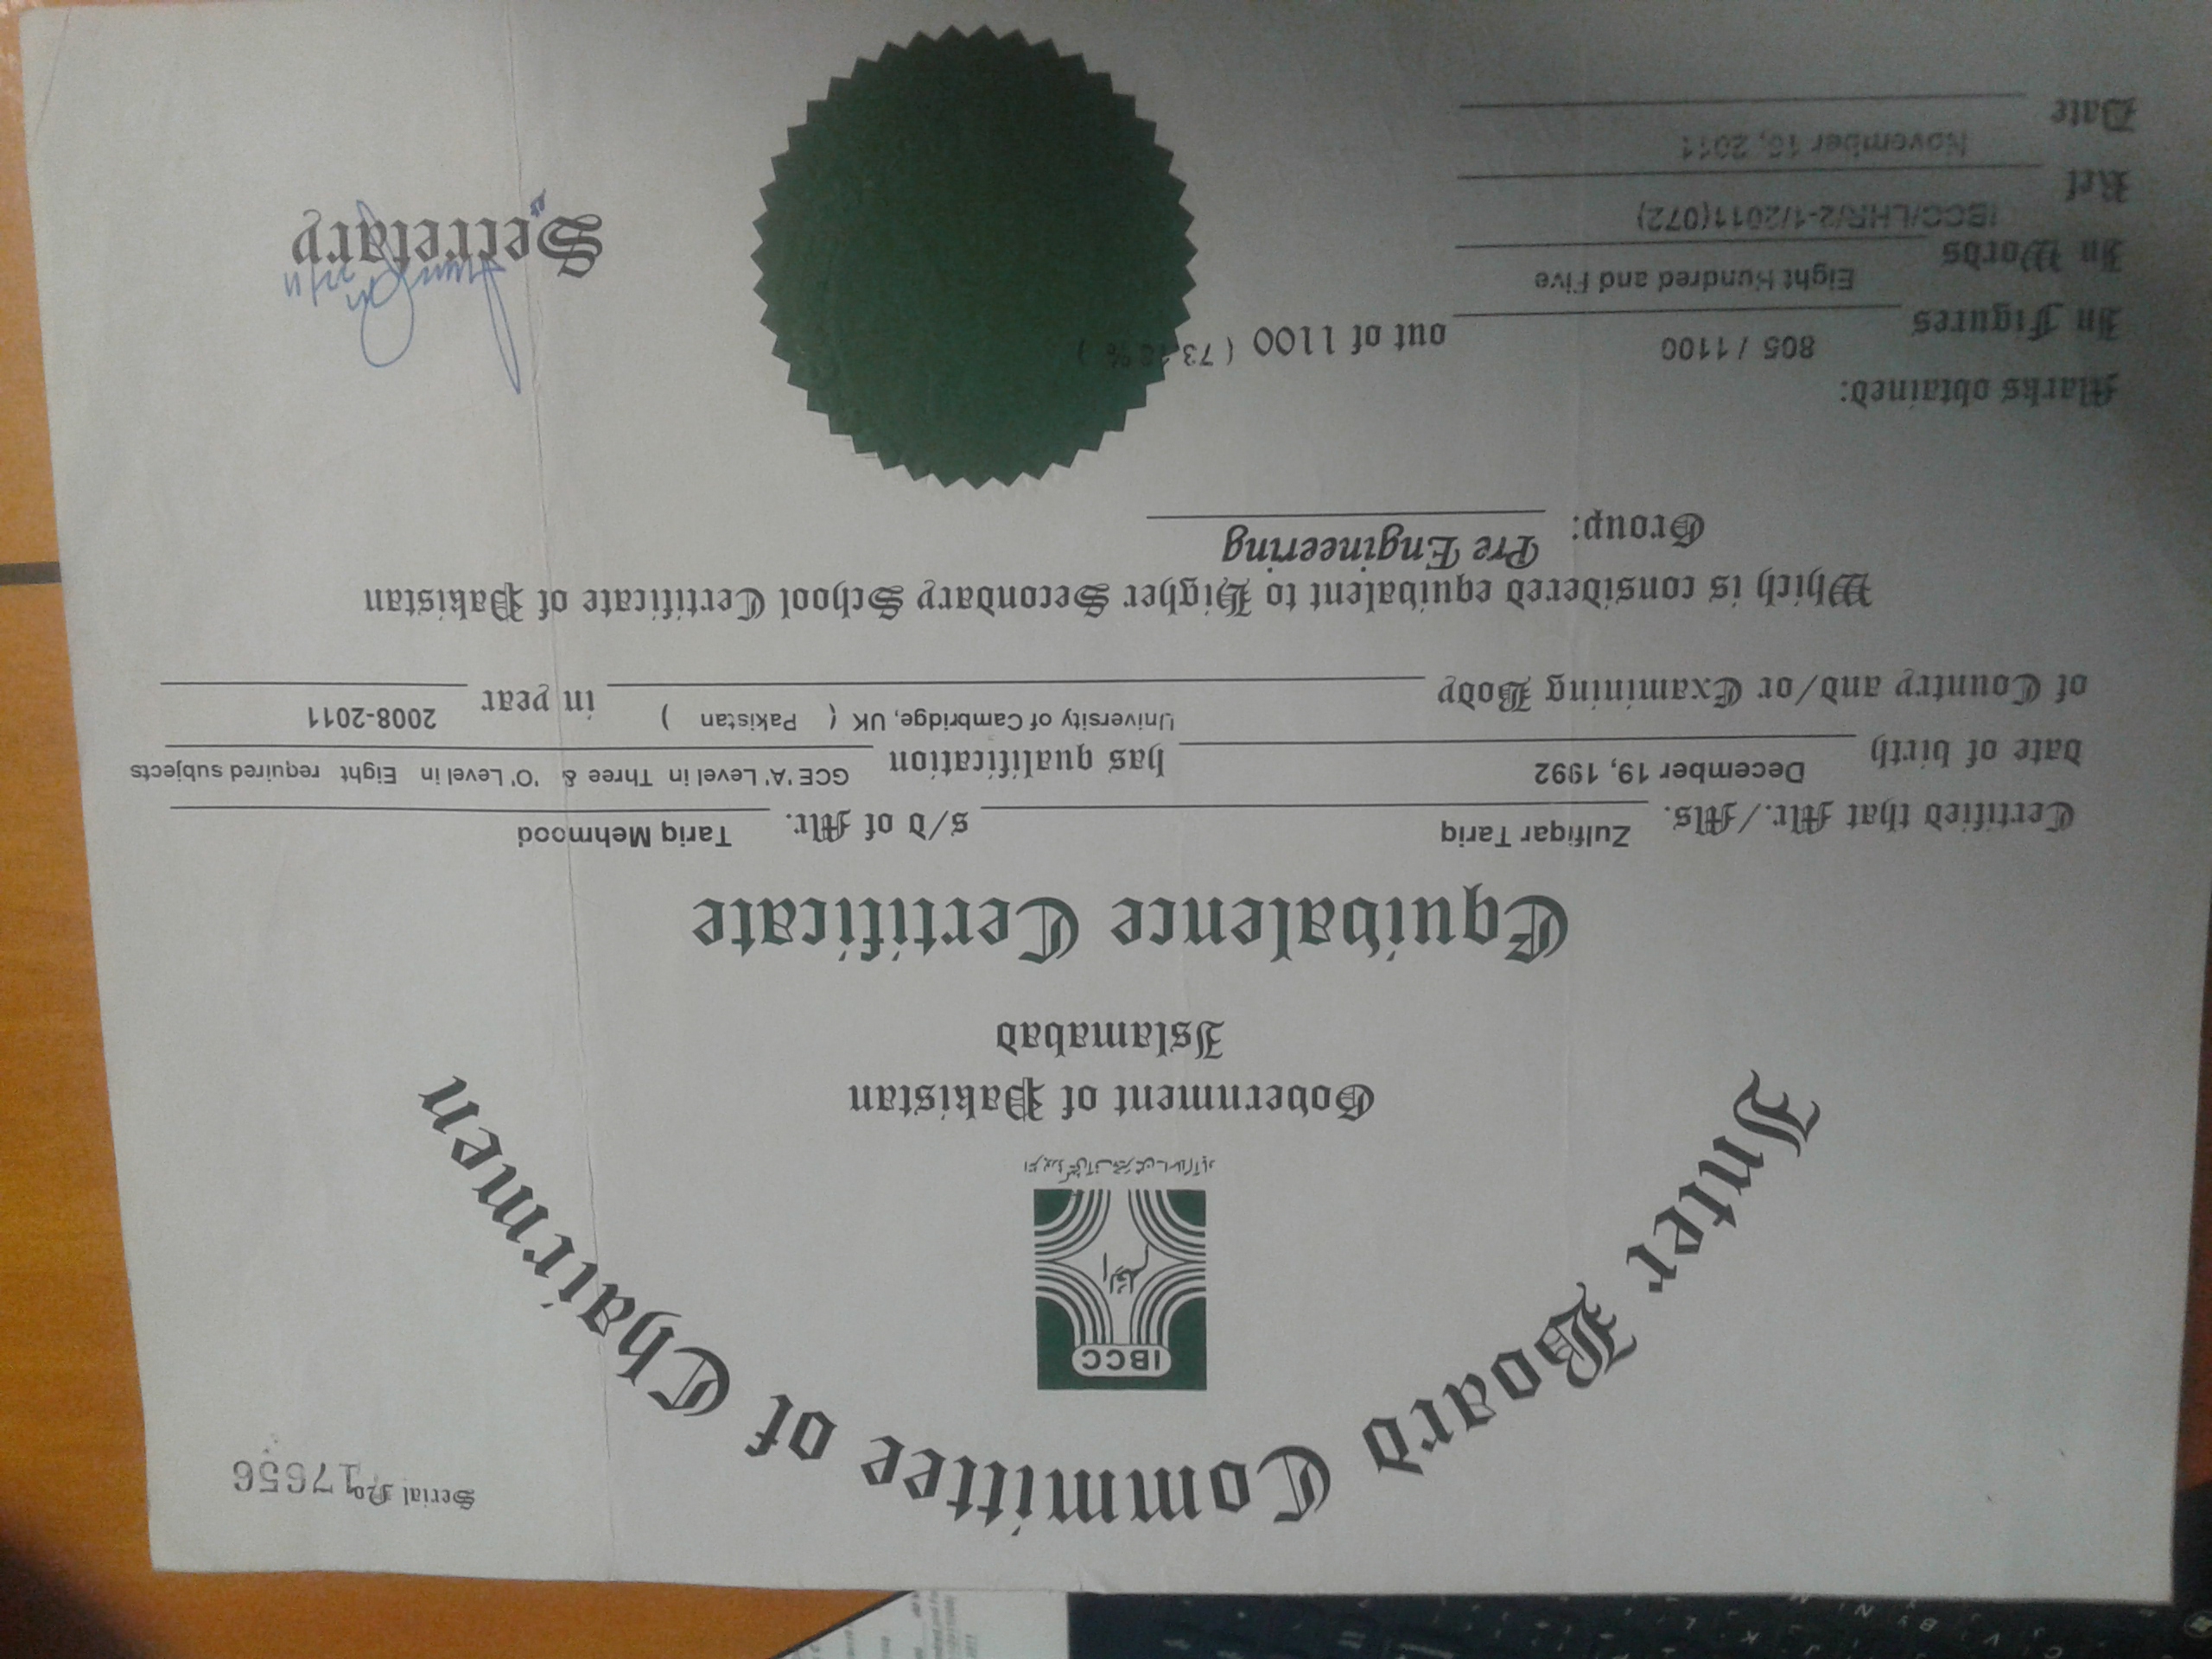 Serial No
17656
Inter Board Committee of Chairmen
IBCC
Government of Pakistan
Islamabad
Equivalence Certificate
Certified that Mr./Ms. Zulfiqar Tariq s/d of Mr. Tariq Mehmood
date of birth December 19, 1992 has qualification GCE 'A' Level in Three & 'O' Level in Eight required subjects
of Country and/or Examining Body University of Cambridge, UK ( Pakistan ) in year 2008-2011
Which is considered equivalent to Higher Secondary School Certificate of Pakistan
Group: Pre Engineering
Marks obtained:
In Figures 805 / 1100 out of 1100 ( 73 % )
In Words Eight Hundred and Five
Ref IBCC/LHR/2-1/2011(072)
Date November 16, 2011
Secretary